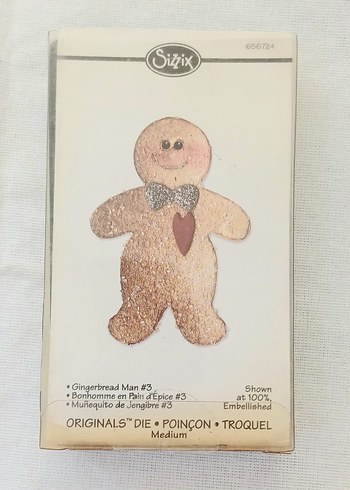 Sizzix
656724
• Gingerbread Man #3
• Bonhomme en Pain d'Épice #3
• Muñequito de Jengibre #3
Shown
at 100%,
Embellished
ORIGINALS™ DIE • POINÇON • TROQUEL
Medium